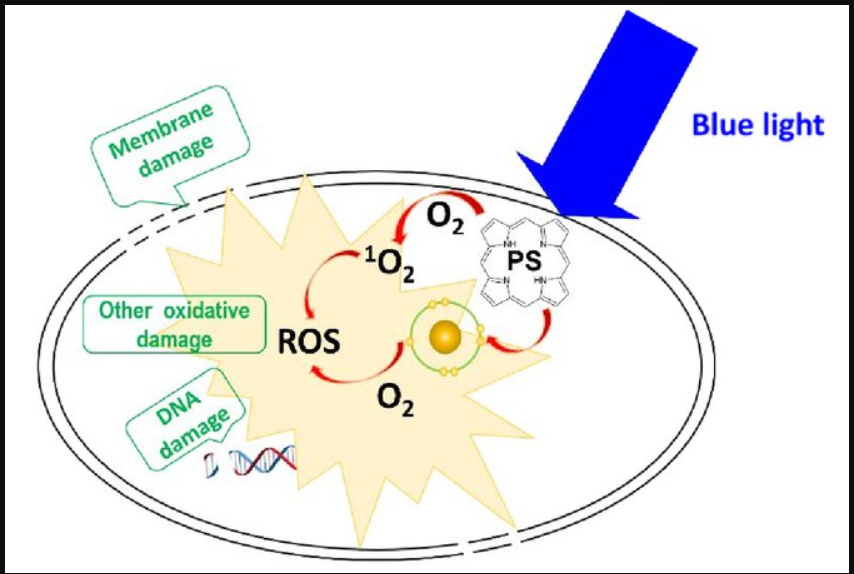 Blue light
Membrane
damage
O₂
¹O₂
NH
N
PS
N
HN
Other oxidative
damage
ROS
O₂
DNA
damage